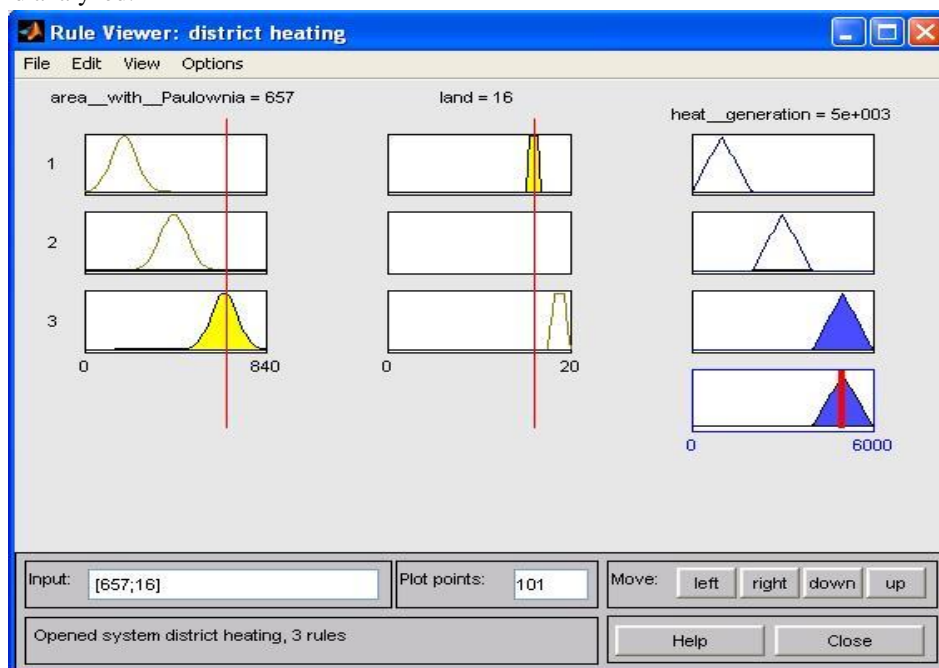 Rule Viewer: district heating
File Edit View Options
area__with__Paulownia = 657
land = 16
heat__generation = 5e+003
1
2
3
0 840
0 20
0 6000
Input: [657;16]
Plot points: 101
Move: left right down up
Opened system district heating, 3 rules
Help Close